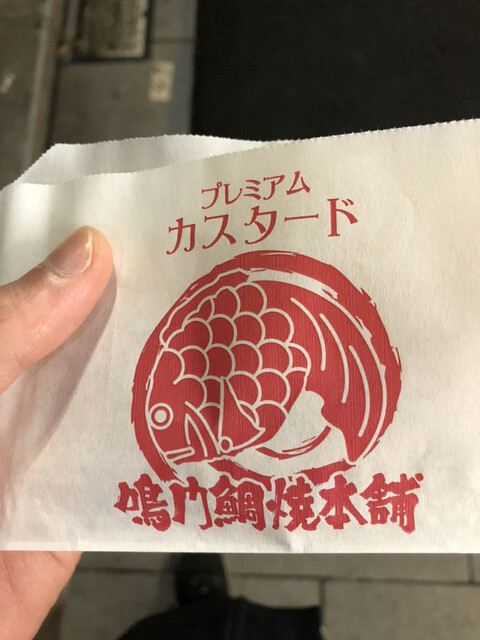 プレミアム
カスタード
鳴門鯛焼本舗